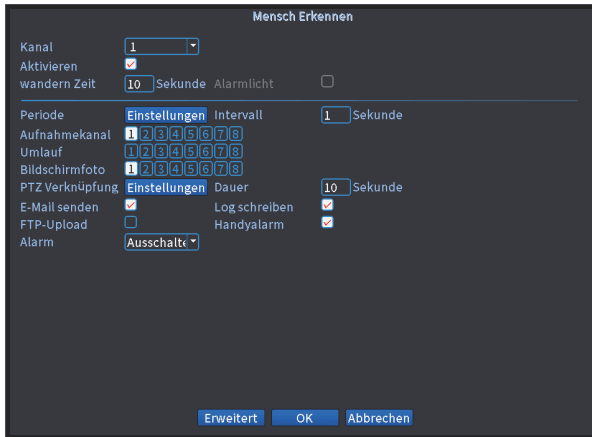 Mensch Erkennen
Kanal 1
Aktivieren
wandern Zeit 10 Sekunde Alarmlicht
Periode Einstellungen Intervall 1 Sekunde
Aufnahmekanal 1 2 3 4 5 6 7 8
Umlauf 1 2 3 4 5 6 7 8
Bildschirmfoto 1 2 3 4 5 6 7 8
PTZ Verknüpfung Einstellungen Dauer 10 Sekunde
E-Mail senden Log schreiben
FTP-Upload Handyalarm
Alarm Ausschalte
Erweitert OK Abbrechen